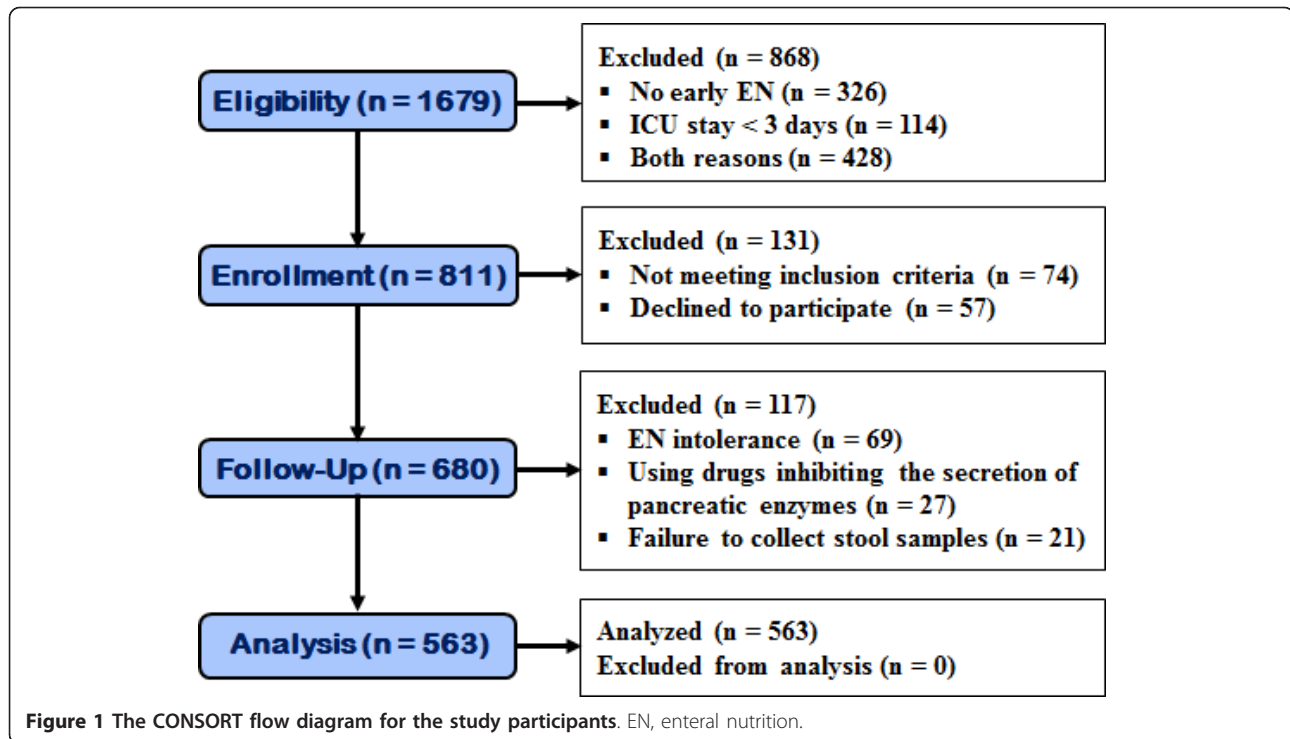 Eligibility (n = 1679)
Excluded (n = 868)
▪ No early EN (n = 326)
▪ ICU stay < 3 days (n = 114)
▪ Both reasons (n = 428)
Enrollment (n = 811)
Excluded (n = 131)
▪ Not meeting inclusion criteria (n = 74)
▪ Declined to participate (n = 57)
Follow-Up (n = 680)
Excluded (n = 117)
▪ EN intolerance (n = 69)
▪ Using drugs inhibiting the secretion of
pancreatic enzymes (n = 27)
▪ Failure to collect stool samples (n = 21)
Analysis (n = 563)
Analyzed (n = 563)
Excluded from analysis (n = 0)
Figure 1 The CONSORT flow diagram for the study participants. EN, enteral nutrition.